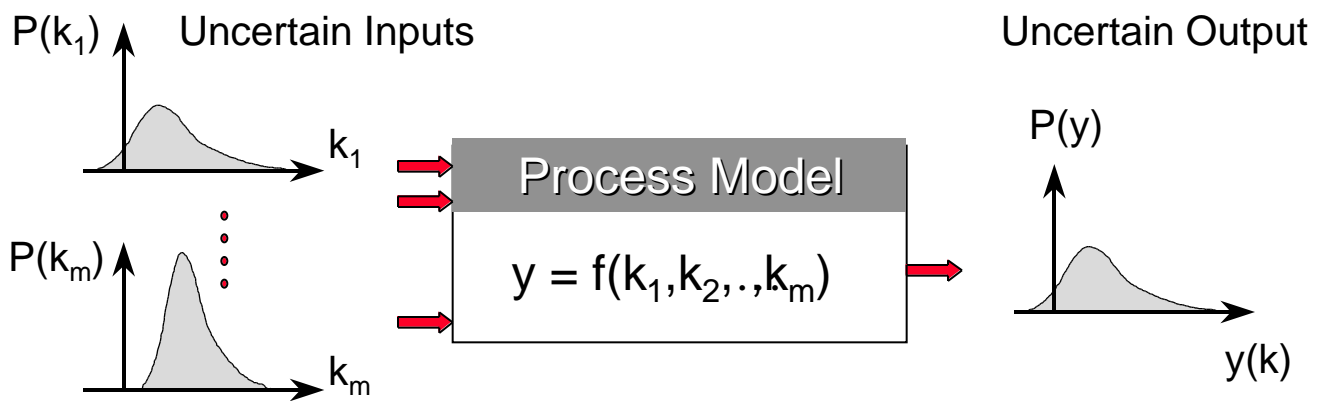 P(k₁)
Uncertain Inputs
Uncertain Output
k₁
P(y)
Process Model
P(kₘ)
y = f(k₁,k₂,.,kₘ)
kₘ
y(k)